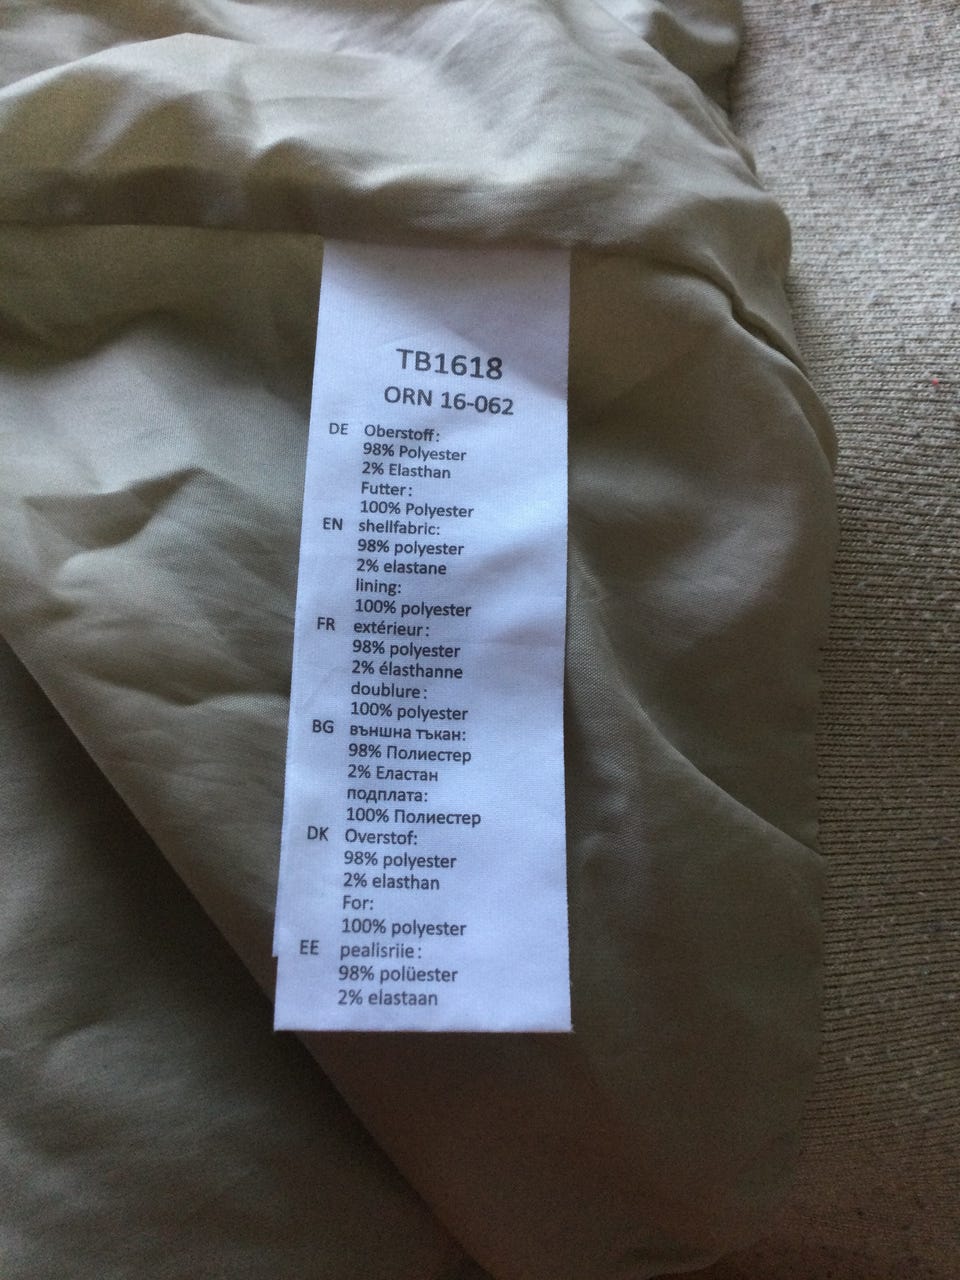 TB1618
ORN 16-062
DE Oberstoff:
98% Polyester
2% Elasthan
Futter:
100% Polyester
EN shellfabric:
98% polyester
2% elastane
lining:
100% polyester
FR extérieur:
98% polyester
2% élasthanne
doublure:
100% polyester
BG външна тъкан:
98% Полиестер
2% Еластан
подплата:
100% Полиестер
DK Overstof:
98% polyester
2% elasthan
For:
100% polyester
EE pealisriie:
98% polüester
2% elastaan